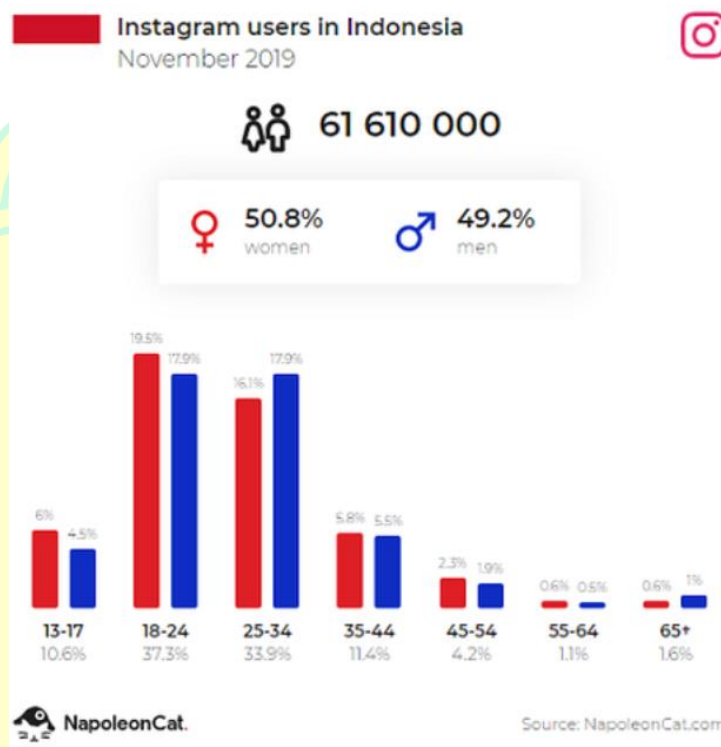 Instagram users in Indonesia
November 2019
61 610 000
50.8% 49.2%
women men
19.5%
17.9% 17.9%
16.1%
6%
4.5%
5.8% 5.5%
2.3% 1.9%
0.6% 0.5% 0.6% 1%
13-17 18-24 25-34 35-44 45-54 55-64 65+
10.6% 37.3% 33.9% 11.4% 4.2% 1.1% 1.6%
NapoleonCat. Source: NapoleonCat.com